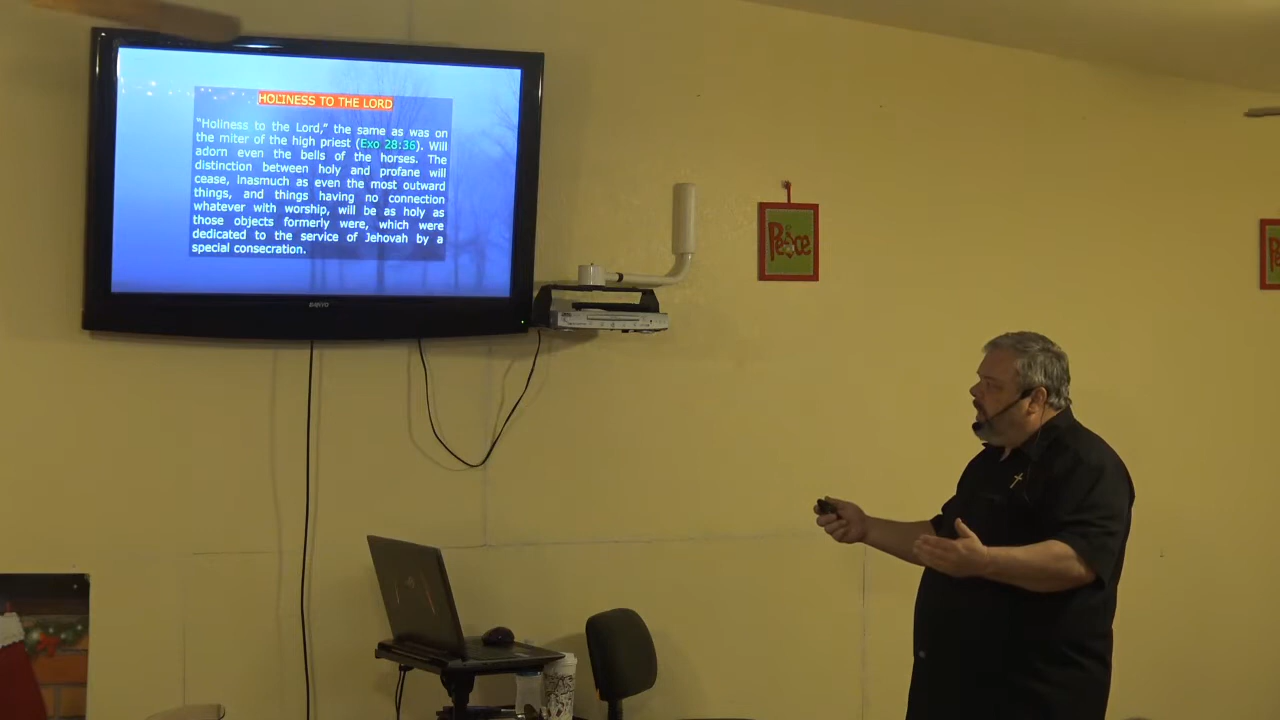 HOLINESS TO THE LORD
“Holiness to the Lord,” the same as was on
the miter of the high priest (Exo 28:36). Will
adorn even the bells of the horses. The
distinction between holy and profane will
cease, inasmuch as even the most outward
things, and things having no connection
whatever with worship, will be as holy as
those objects formerly were, which were
dedicated to the service of Jehovah by a
special consecration.
SANYO
Peace